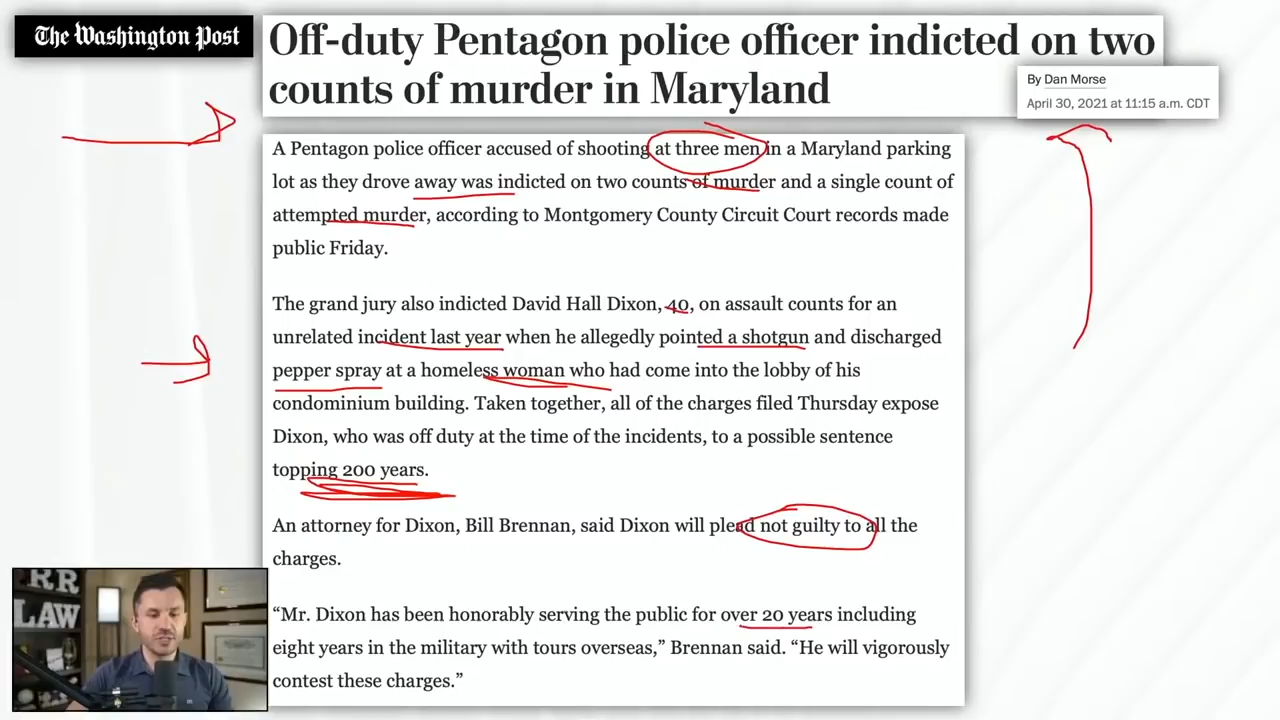 The Washington Post
Off-duty Pentagon police officer indicted on two
counts of murder in Maryland
By Dan Morse
April 30, 2021 at 11:15 a.m. CDT
A Pentagon police officer accused of shooting at three men in a Maryland parking
lot as they drove away was indicted on two counts of murder and a single count of
attempted murder, according to Montgomery County Circuit Court records made
public Friday.
The grand jury also indicted David Hall Dixon, 40, on assault counts for an
unrelated incident last year when he allegedly pointed a shotgun and discharged
pepper spray at a homeless woman who had come into the lobby of his
condominium building. Taken together, all of the charges filed Thursday expose
Dixon, who was off duty at the time of the incidents, to a possible sentence
topping 200 years.
An attorney for Dixon, Bill Brennan, said Dixon will plead not guilty to all the
charges.
“Mr. Dixon has been honorably serving the public for over 20 years including
eight years in the military with tours overseas,” Brennan said. “He will vigorously
contest these charges.”
RR
LAW